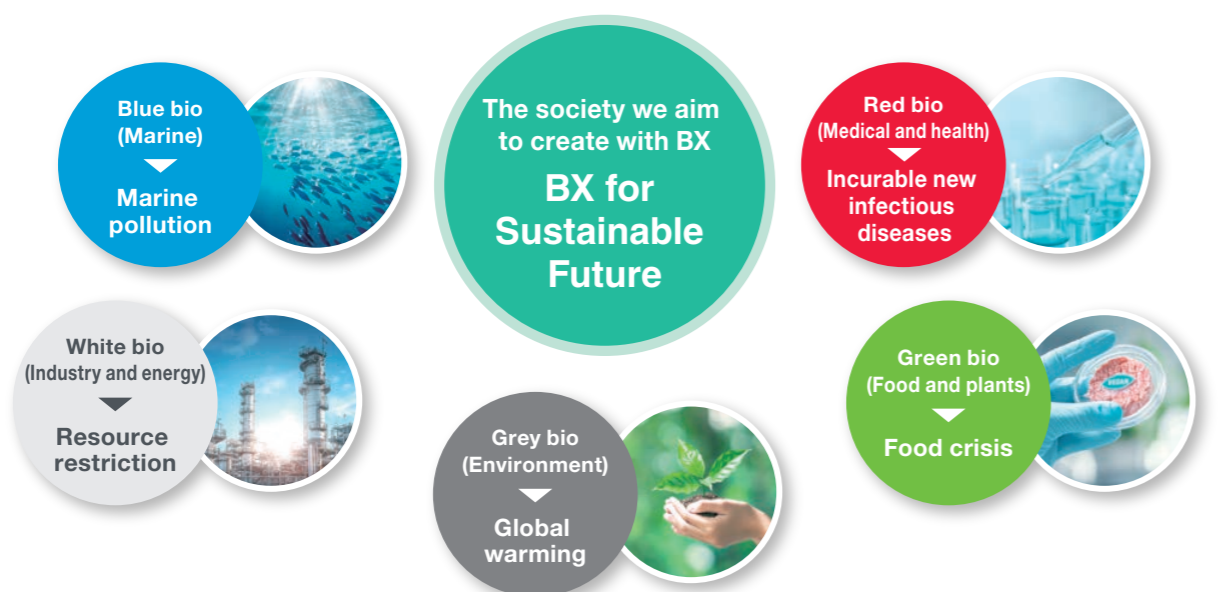 Blue bio
(Marine)
Marine
pollution
The society we aim
to create with BX
BX for
Sustainable
Future
Red bio
(Medical and health)
Incurable new
infectious
diseases
White bio
(Industry and energy)
Resource
restriction
Grey bio
(Environment)
Global
warming
Green bio
(Food and plants)
Food crisis
VEGAN